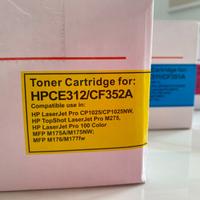 Toner Cartridge for:
HPCE312/CF352A
Compatible use in:
HP LaserJet Pro CP1025/CP1025NW,
HP TopShot LaserJet Pro M275,
HP LaserJet Pro 100 Color
MFP M175A/M175NW;
MFP M176/M177fw